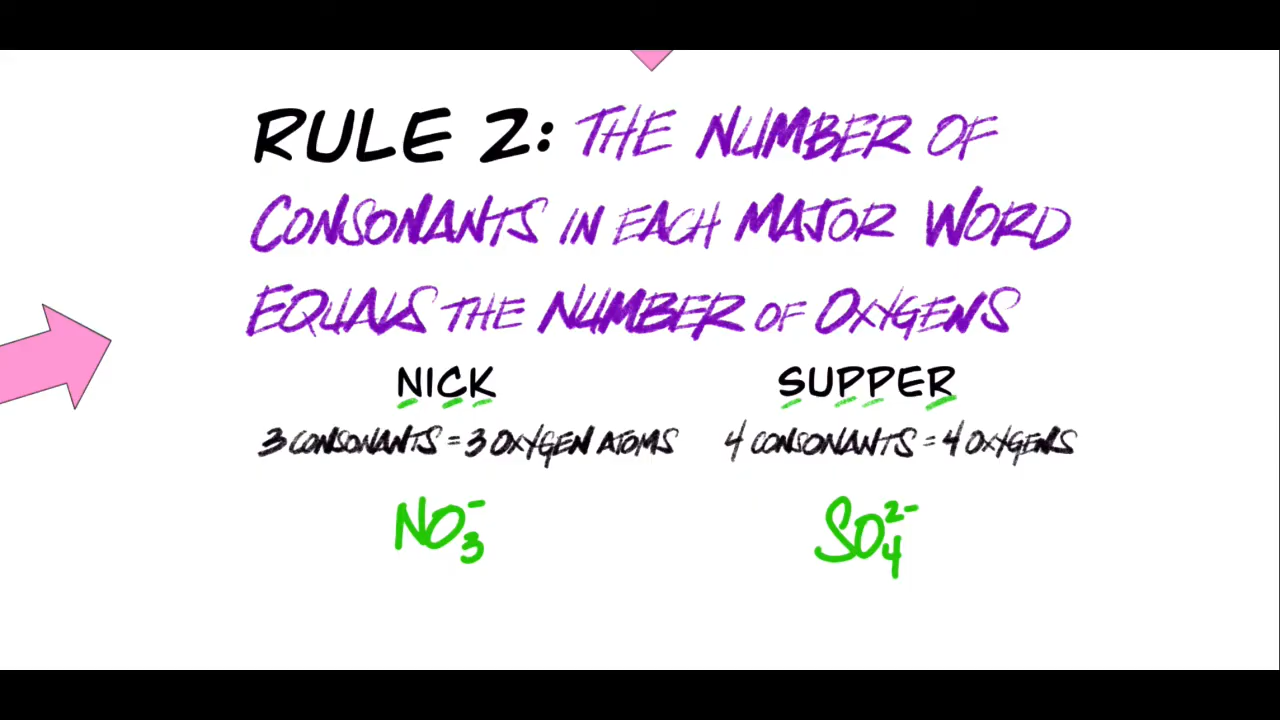 RULE 2: THE NUMBER OF
CONSONANTS IN EACH MAJOR WORD
EQUALS THE NUMBER OF OXYGENS
NICK SUPPER
3 CONSONANTS = 3 OXYGEN ATOMS 4 CONSONANTS = 4 OXYGENS
NO₃⁻ SO₄²⁻